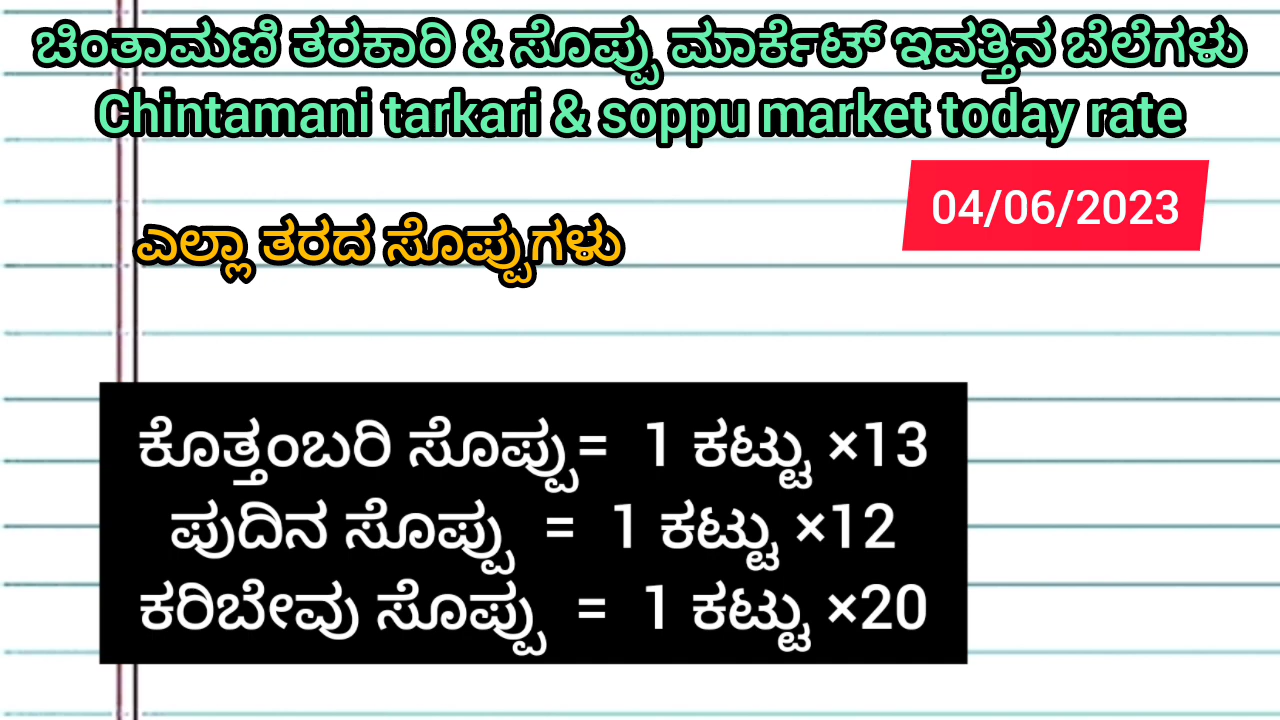 ಚಿಂತಾಮಣಿ ತರಕಾರಿ & ಸೊಪ್ಪು ಮಾರ್ಕೆಟ್ ಇವತ್ತಿನ ಬೆಲೆಗಳು
Chintamani tarkari & soppu market today rate
04/06/2023
ಎಲ್ಲಾ ತರದ ಸೊಪ್ಪುಗಳು
ಕೊತ್ತಂಬರಿ ಸೊಪ್ಪು= 1 ಕಟ್ಟು ×13
ಪುದಿನ ಸೊಪ್ಪು = 1 ಕಟ್ಟು ×12
ಕರಿಬೇವು ಸೊಪ್ಪು = 1 ಕಟ್ಟು ×20